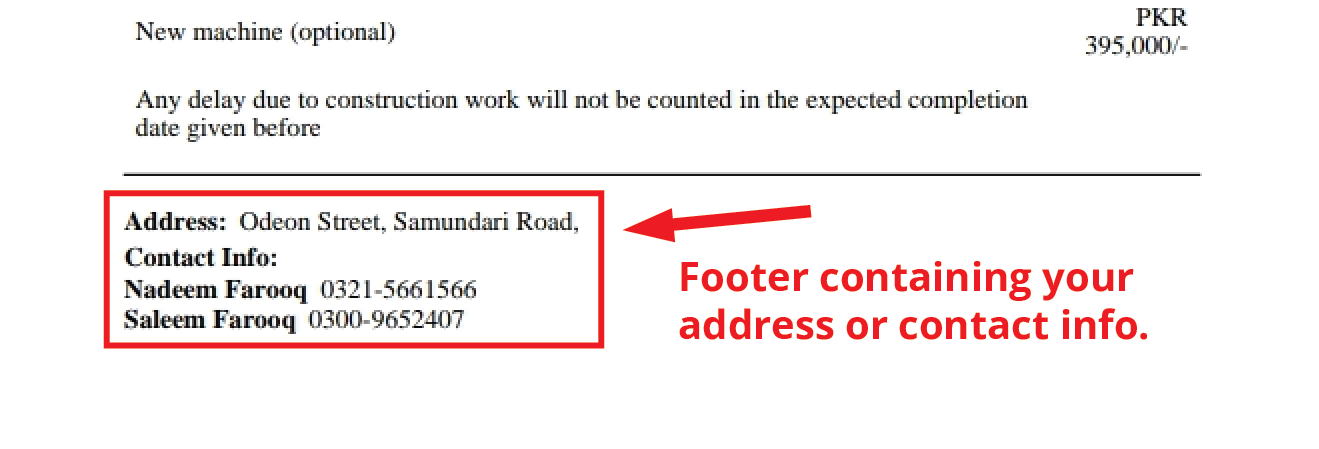 New machine (optional)
PKR
395,000/-
Any delay due to construction work will not be counted in the expected completion
date given before
Address: Odeon Street, Samundari Road,
Contact Info:
Nadeem Farooq 0321-5661566
Saleem Farooq 0300-9652407
Footer containing your
address or contact info.